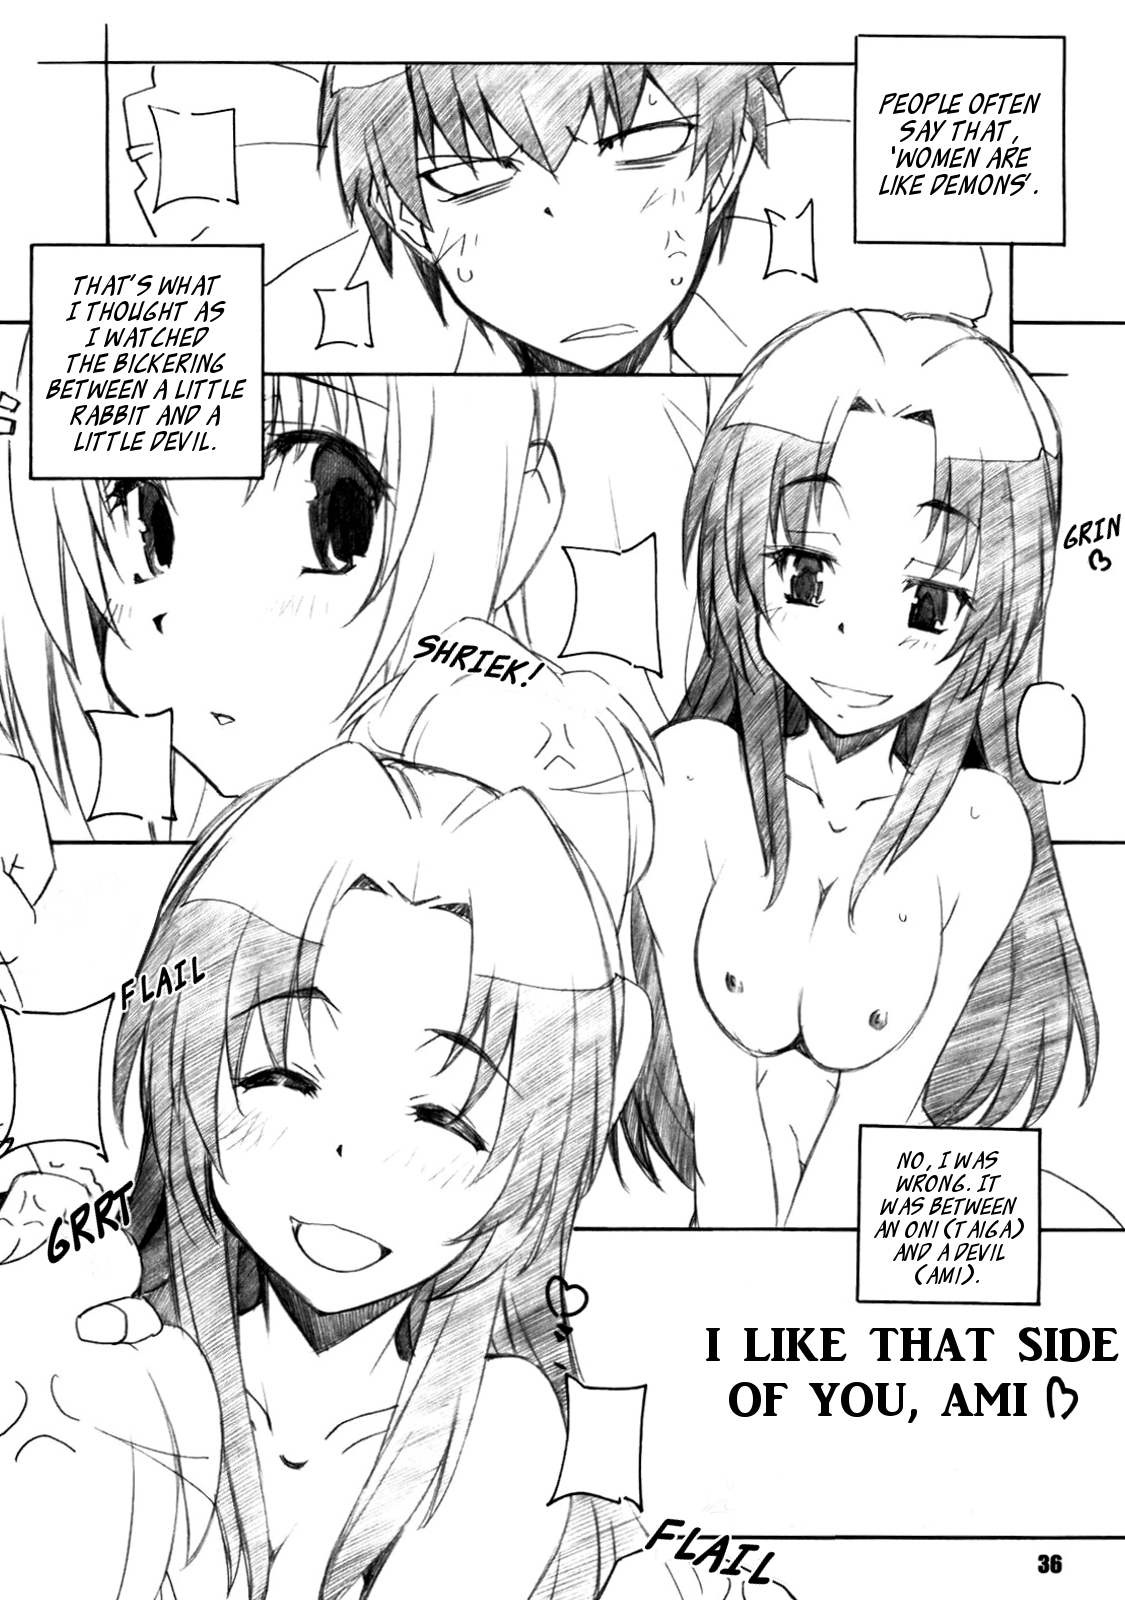 PEOPLE OFTEN
SAY THAT,
'WOMEN ARE
LIKE DEMONS'.
THAT'S WHAT
I THOUGHT AS
I WATCHED
THE BICKERING
BETWEEN A LITTLE
RABBIT AND A
LITTLE DEVIL.
GRIN
SHRIEK!
FLAIL
GRRT
NO, I WAS
WRONG. IT
WAS BETWEEN
AN ONI (TAIGA)
AND A DEVIL
(AMI).
I LIKE THAT SIDE
OF YOU, AMI
FLAIL
36